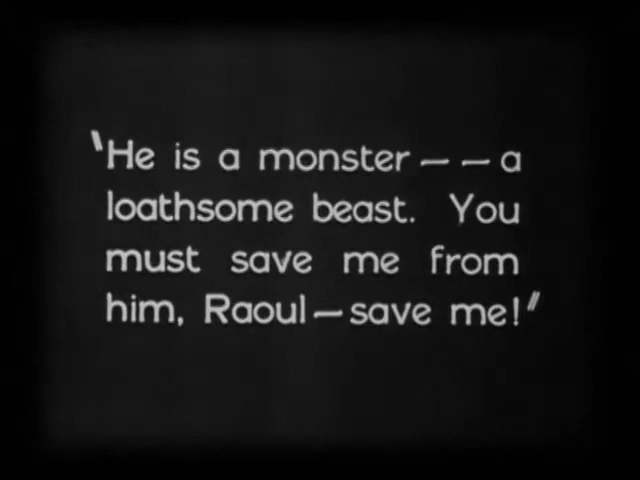 "He is a monster — — a
loathsome beast. You
must save me from
him, Raoul — save me!"